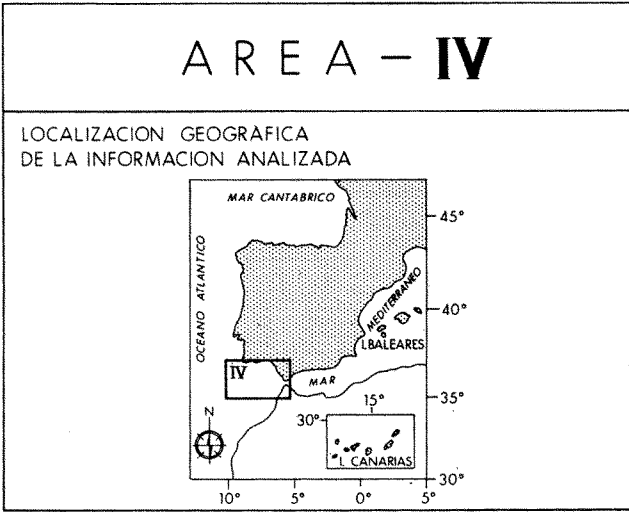 AREA - IV
LOCALIZACION GEOGRAFICA
DE LA INFORMACION ANALIZADA
MAR CANTABRICO
45°
OCEANO ATLANTICO
MEDITERRANEO
40°
I.BALEARES
IV
MAR
35°
15°
30°
N
I. CANARIAS
30°
10°
5°
0°
5°